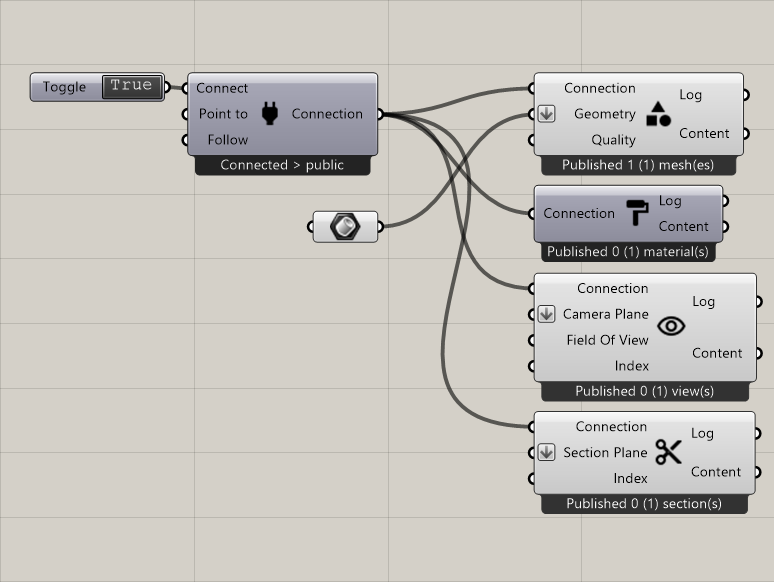 Toggle
True
Connect
Point to
Follow
Connection
Connected > public
Connection
Geometry
Quality
Log
Content
Published 1 (1) mesh(es)
Connection
Log
Content
Published 0 (1) material(s)
Connection
Camera Plane
Field Of View
Index
Log
Content
Published 0 (1) view(s)
Connection
Section Plane
Index
Log
Content
Published 0 (1) section(s)